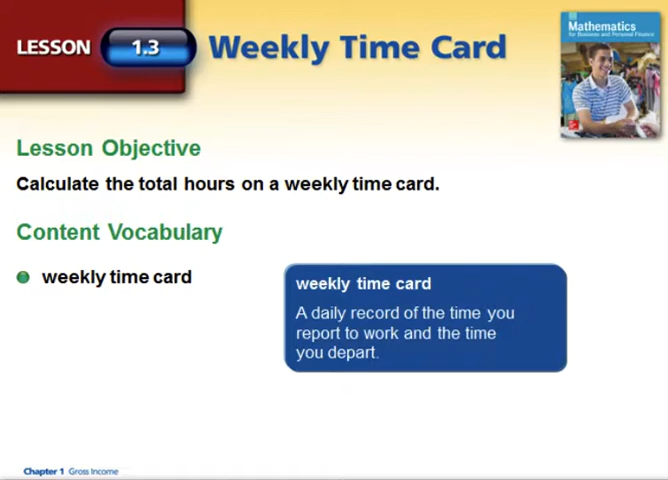 LESSON 1.3 Weekly Time Card
Mathematics
for Business and Personal Finance
Lesson Objective
Calculate the total hours on a weekly time card.
Content Vocabulary
weekly time card
weekly time card
A daily record of the time you
report to work and the time
you depart.
Chapter 1 Gross Income